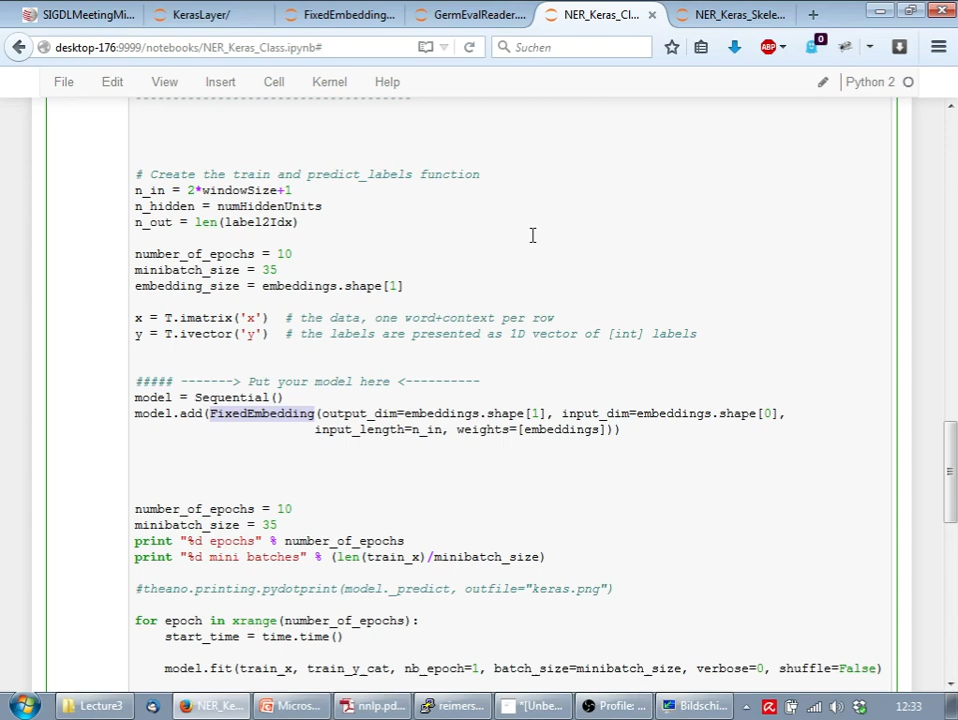 SIGDLMeetingMi...
KerasLayer/
FixedEmbedding...
GermEvalReader....
NER_Keras_Cl...
NER_Keras_Skele...
desktop-176:9999/notebooks/NER_Keras_Class.ipynb#
Suchen
ABP
0
File
Edit
View
Insert
Cell
Kernel
Help
Python 2
# Create the train and predict_labels function
n_in = 2*windowSize+1
n_hidden = numHiddenUnits
n_out = len(label2Idx)
number_of_epochs = 10
minibatch_size = 35
embedding_size = embeddings.shape[1]
x = T.imatrix('x')  # the data, one word+context per row
y = T.ivector('y')  # the labels are presented as 1D vector of [int] labels
##### -------> Put your model here <----------
model = Sequential()
model.add(FixedEmbedding(output_dim=embeddings.shape[1], input_dim=embeddings.shape[0],
input_length=n_in, weights=[embeddings]))
number_of_epochs = 10
minibatch_size = 35
print "%d epochs" % number_of_epochs
print "%d mini batches" % (len(train_x)/minibatch_size)
#theano.printing.pydotprint(model._predict, outfile="keras.png")
for epoch in xrange(number_of_epochs):
start_time = time.time()
model.fit(train_x, train_y_cat, nb_epoch=1, batch_size=minibatch_size, verbose=0, shuffle=False)
Lecture3
NER_Ke...
Micros...
nnlp.pd...
reimers...
*[Unbe...
Profile: ...
Bildschi...
12:33